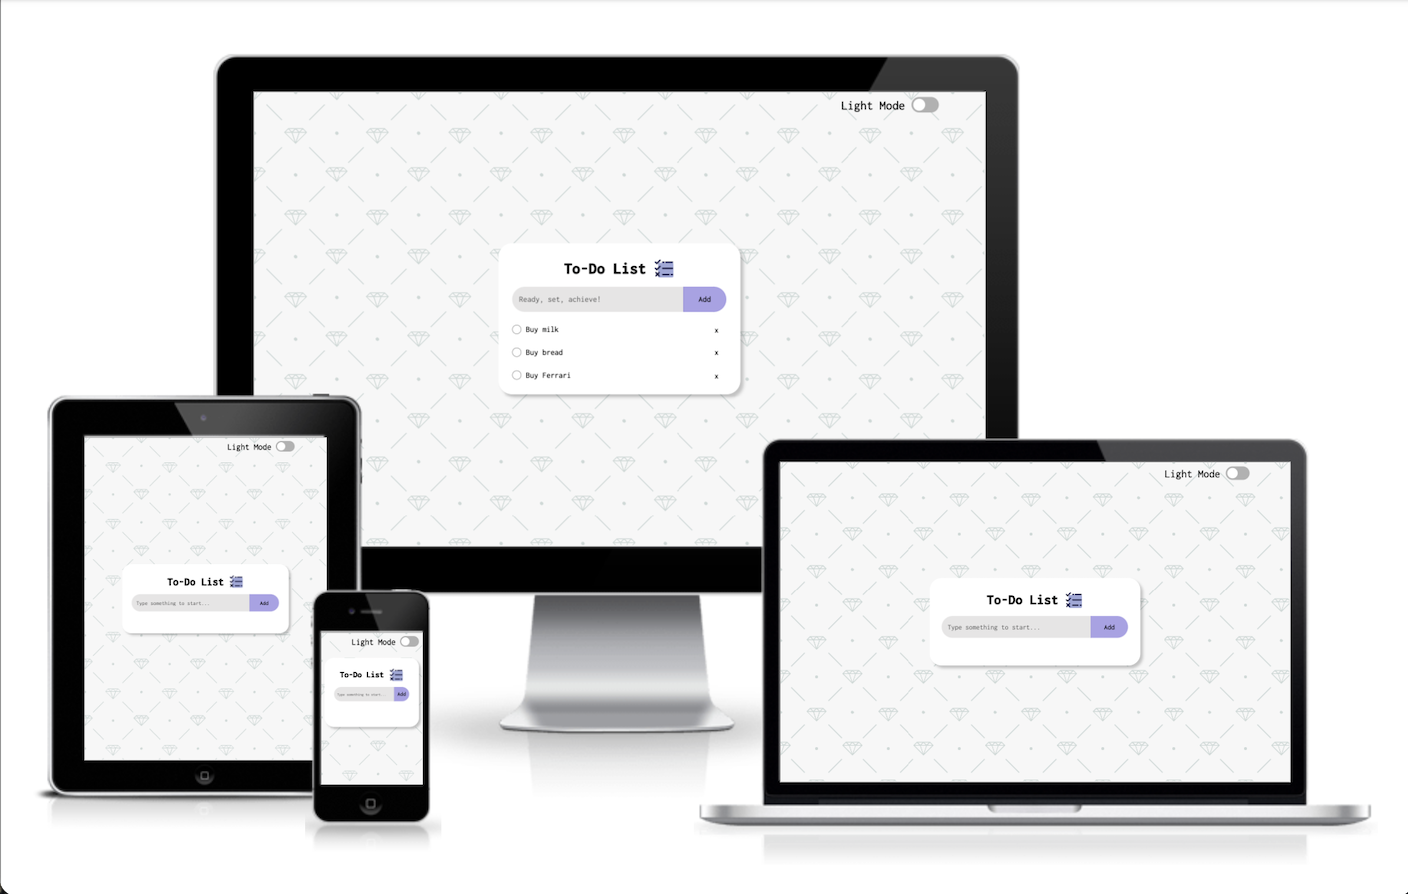 Light Mode
To-Do List
Ready, set, achieve!
Add
Buy milk
x
Buy bread
x
Buy Ferrari
x
Light Mode
To-Do List
Type something to start...
Add
Light Mode
To-Do List
Type something to start...
Add
Light Mode
To-Do List
Type something to start...
Add